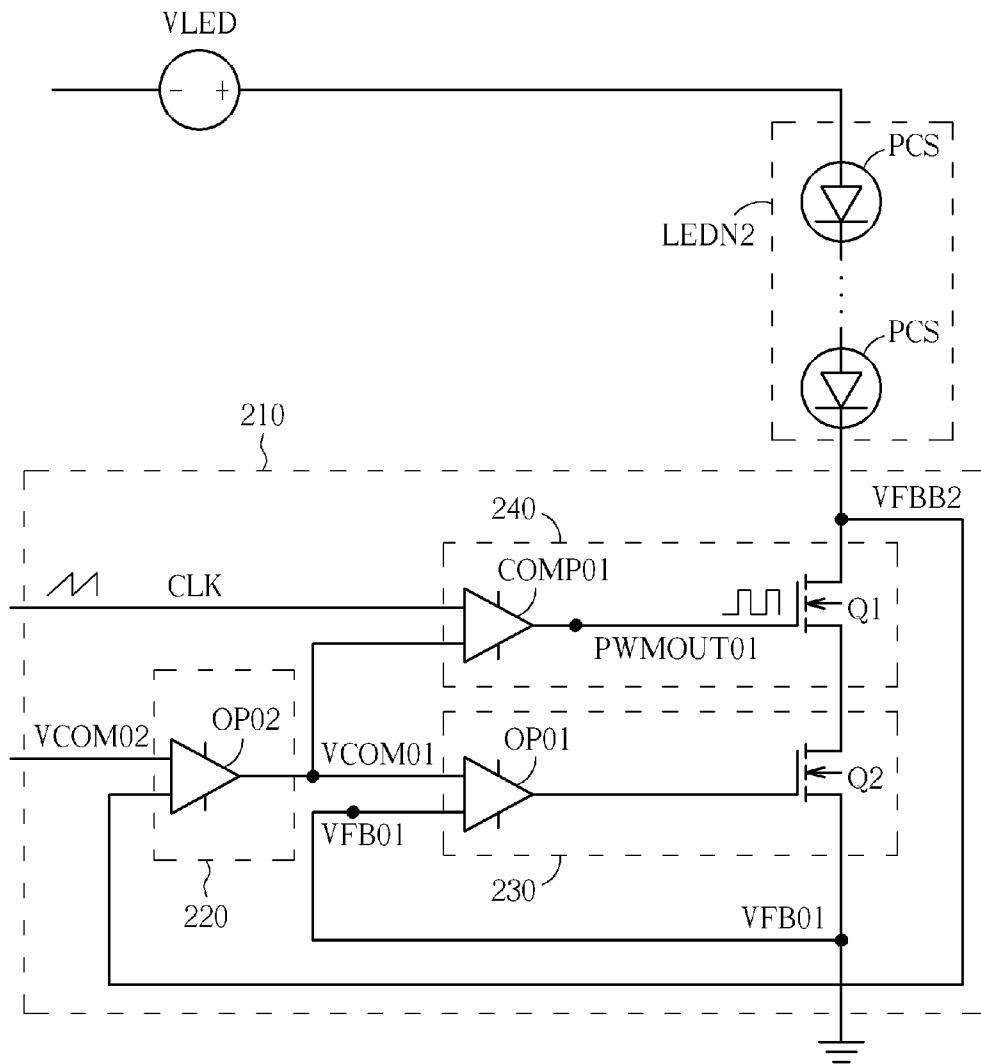 VLED
- +
PCS
LEDN2
PCS
210
VFBB2
240
COMP01
CLK
Q1
PWMOUT01
OP02
VCOM02
VCOM01
OP01
Q2
VFB01
220
230
VFB01